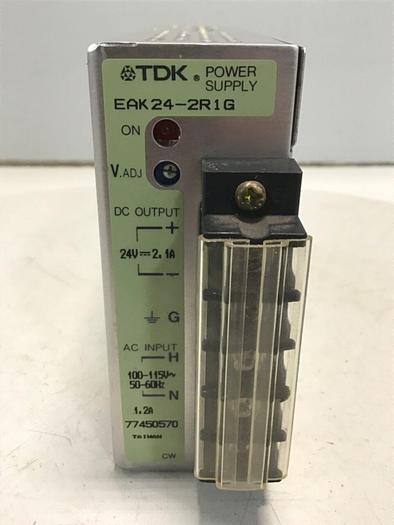 TDK® POWER
SUPPLY
EAK24-2R1G
ON
V.ADJ
DC OUTPUT
+
24V⎓2.1A
−
G
AC INPUT
H
100-115V~
50-60Hz
N
1.2A
77450570
TAIWAN
CW